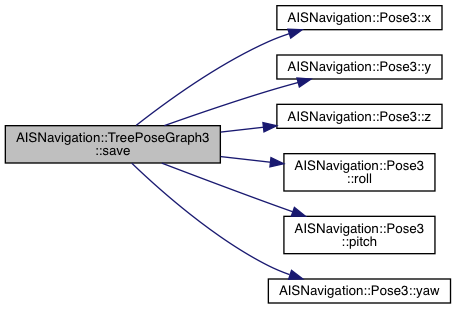 AISNavigation::Pose3::x
AISNavigation::Pose3::y
AISNavigation::Pose3::z
AISNavigation::TreePoseGraph3
::save
AISNavigation::Pose3
::roll
AISNavigation::Pose3
::pitch
AISNavigation::Pose3::yaw